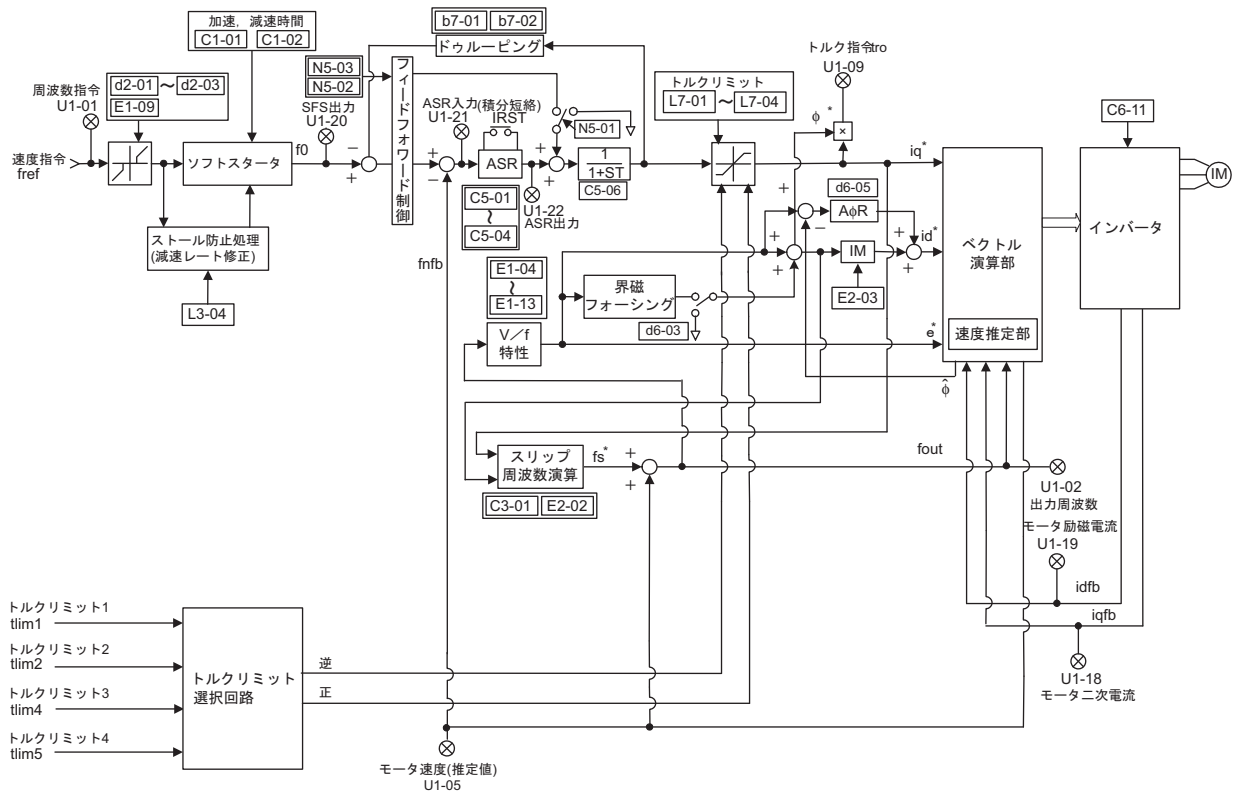 b7-01 b7-02
ドゥルーピング
加速，減速時間
C1-01 C1-02
トルク指令tro
U1-09
周波数指令
U1-01
d2-01 ～ d2-03
E1-09
N5-03
N5-02
SFS出力
U1-20
フィードフォワード制御
ASR入力
U1-21
(積分短絡)
IRST
N5-01
トルクリミット
L7-01 ～ L7-04
φ*
×
C6-11
速度指令
fref
ソフトスタータ
f0
－
＋
＋
－
ASR
＋
＋
1
1+ST
C5-06
iq*
IM
C5-01
～
C5-04
U1-22
ASR出力
d6-05
AφR
＋
－
＋
＋
＋
＋
＋
id*
ベクトル
演算部
インバータ
ストール防止処理
(減速レート修正)
L3-04
fnfb
E1-04
～
E1-13
界磁
フォーシング
IM
E2-03
d6-03
V／f
特性
e*
速度推定部
φ̂
スリップ
周波数演算
fs*
＋
＋
fout
C3-01 E2-02
U1-02
出力周波数
モータ励磁電流
U1-19
idfb
iqfb
U1-18
モータ二次電流
トルクリミット1
tlim1
トルクリミット2
tlim2
トルクリミット3
tlim4
トルクリミット4
tlim5
トルクリミット
選択回路
逆
正
モータ速度(推定値)
U1-05